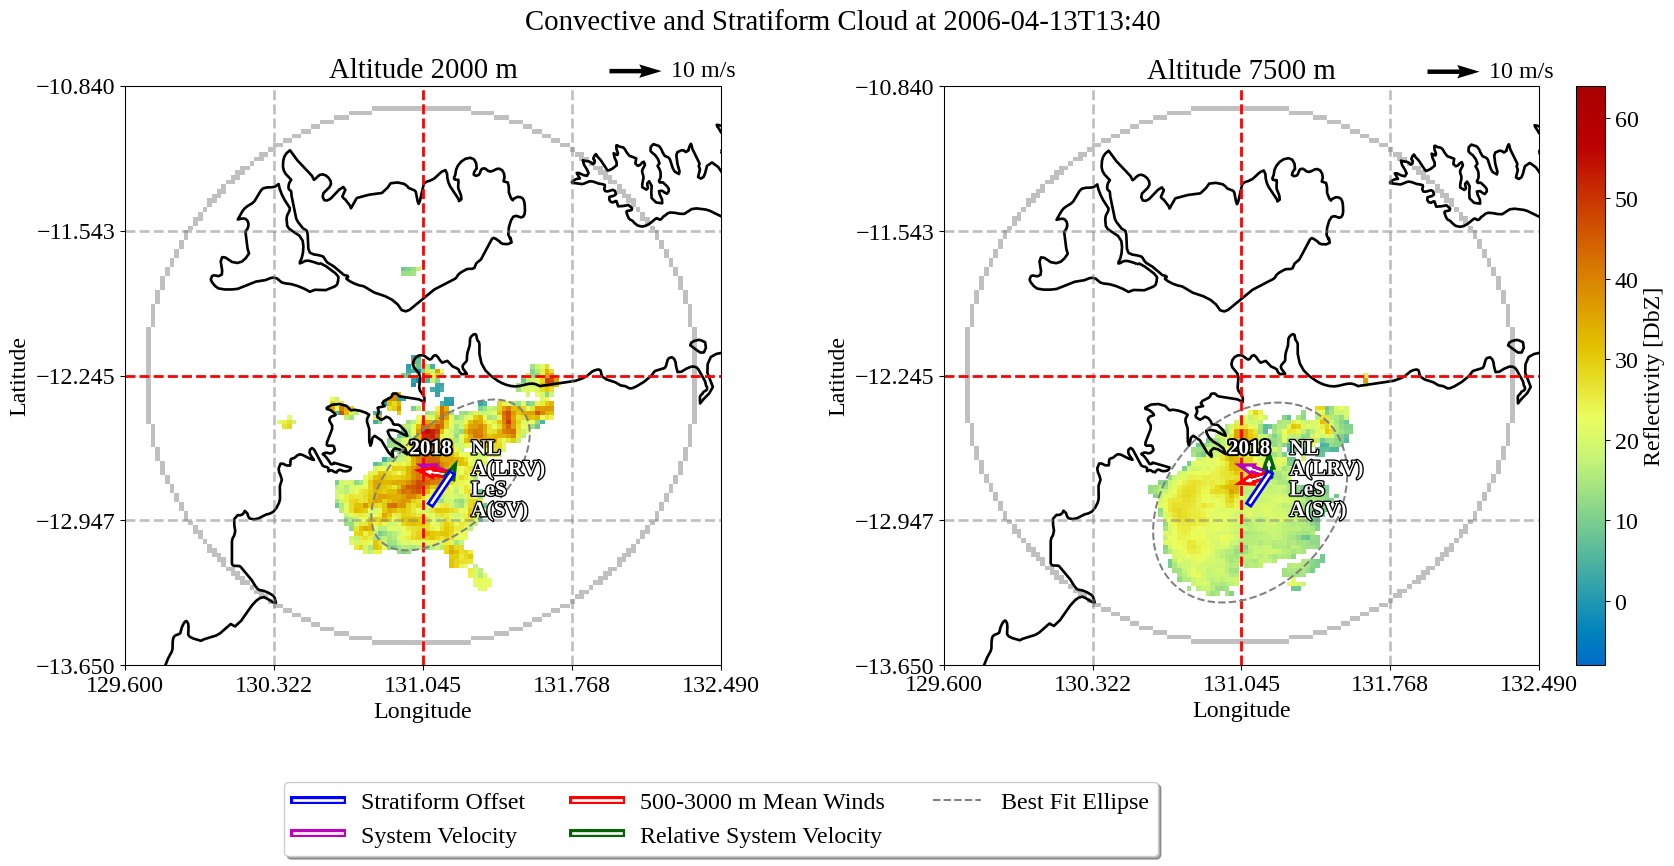 Convective and Stratiform Cloud at 2006-04-13T13:40
Altitude 2000 m
10 m/s
Altitude 7500 m
10 m/s
−10.840
−11.543
−12.245
−12.947
−13.650
Latitude
129.600
130.322
131.045
131.768
132.490
Longitude
2018
NL
A(LRV)
LeS
A(SV)
−10.840
−11.543
−12.245
−12.947
−13.650
Latitude
129.600
130.322
131.045
131.768
132.490
Longitude
2018
NL
A(LRV)
LeS
A(SV)
60
50
40
30
20
10
0
Reflectivity [DbZ]
Stratiform Offset
500-3000 m Mean Winds
Best Fit Ellipse
System Velocity
Relative System Velocity